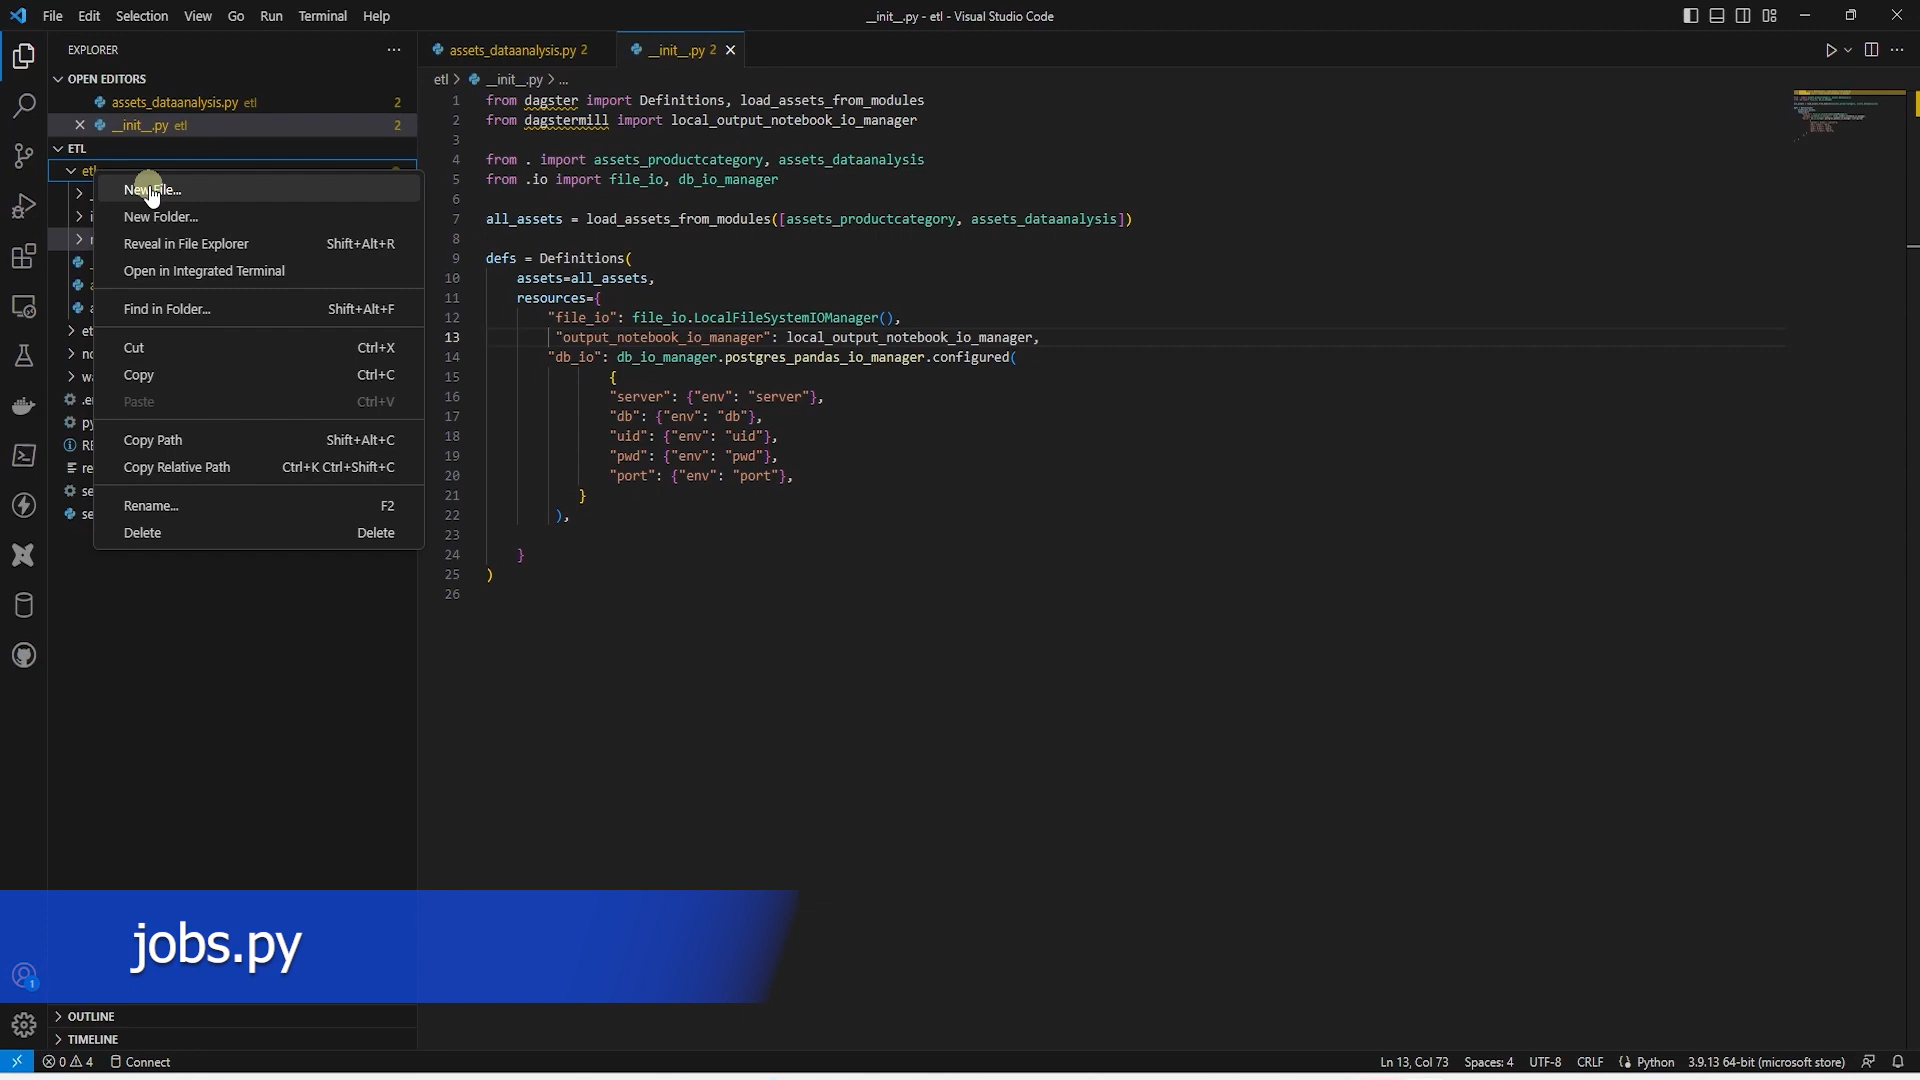 File Edit Selection View Go Run Terminal Help
__init__.py - etl - Visual Studio Code
EXPLORER
OPEN EDITORS
assets_dataanalysis.py etl 2
__init__.py etl 2
ETL
New File...
New Folder...
Reveal in File Explorer Shift+Alt+R
Open in Integrated Terminal
Find in Folder... Shift+Alt+F
Cut Ctrl+X
Copy Ctrl+C
Paste Ctrl+V
Copy Path Shift+Alt+C
Copy Relative Path Ctrl+K Ctrl+Shift+C
Rename... F2
Delete Delete
assets_dataanalysis.py 2 __init__.py 2
etl > __init__.py > ...
1 from dagster import Definitions, load_assets_from_modules
2 from dagstermill import local_output_notebook_io_manager
3
4 from . import assets_productcategory, assets_dataanalysis
5 from .io import file_io, db_io_manager
6
7 all_assets = load_assets_from_modules([assets_productcategory, assets_dataanalysis])
8
9 defs = Definitions(
10 assets=all_assets,
11 resources={
12 "file_io": file_io.LocalFileSystemIOManager(),
13 "output_notebook_io_manager": local_output_notebook_io_manager,
14 "db_io": db_io_manager.postgres_pandas_io_manager.configured(
15 {
16 "server": {"env": "server"},
17 "db": {"env": "db"},
18 "uid": {"env": "uid"},
19 "pwd": {"env": "pwd"},
20 "port": {"env": "port"},
21 }
22 ),
23
24 }
25 )
26
jobs.py
1
OUTLINE
TIMELINE
0 4 Connect
Ln 13, Col 73 Spaces: 4 UTF-8 CRLF Python 3.9.13 64-bit (microsoft store)